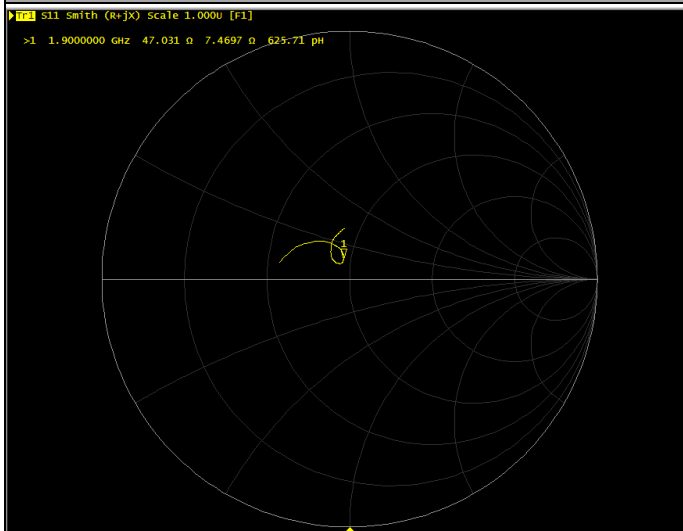 Tr1 S11 Smith (R+jX) Scale 1.000U [F1]
>1 1.9000000 GHz 47.031 Ω 7.4697 Ω 625.71 pH
1